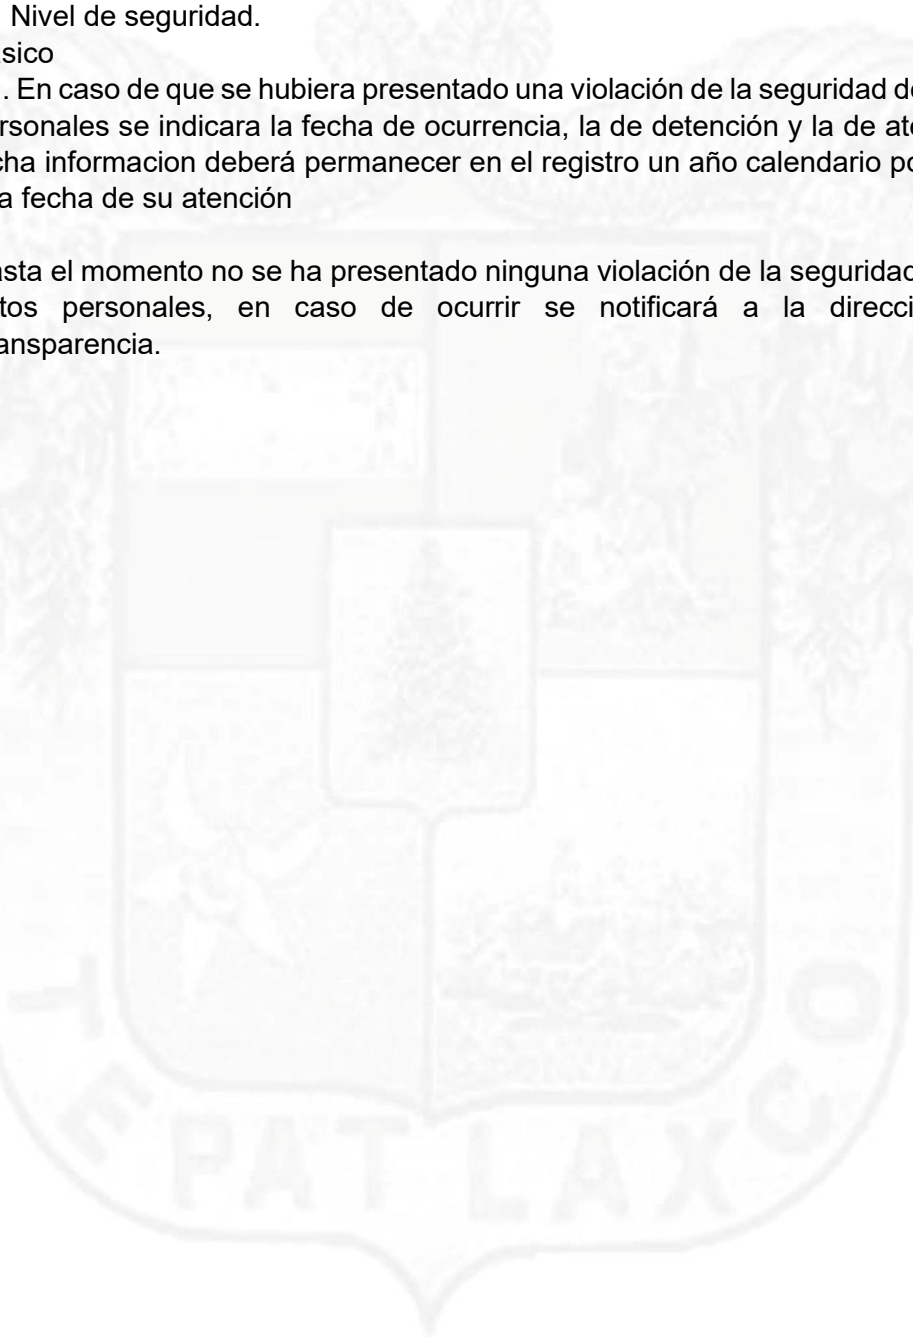 Nivel de seguridad.
sico
. En caso de que se hubiera presentado una violación de la seguridad de
rsonales se indicara la fecha de ocurrencia, la de detención y la de ate
cha informacion deberá permanecer en el registro un año calendario po
a fecha de su atención
sta el momento no se ha presentado ninguna violación de la seguridad
tos personales, en caso de ocurrir se notificará a la direcci
ansparencia.
TEPATLAXCO